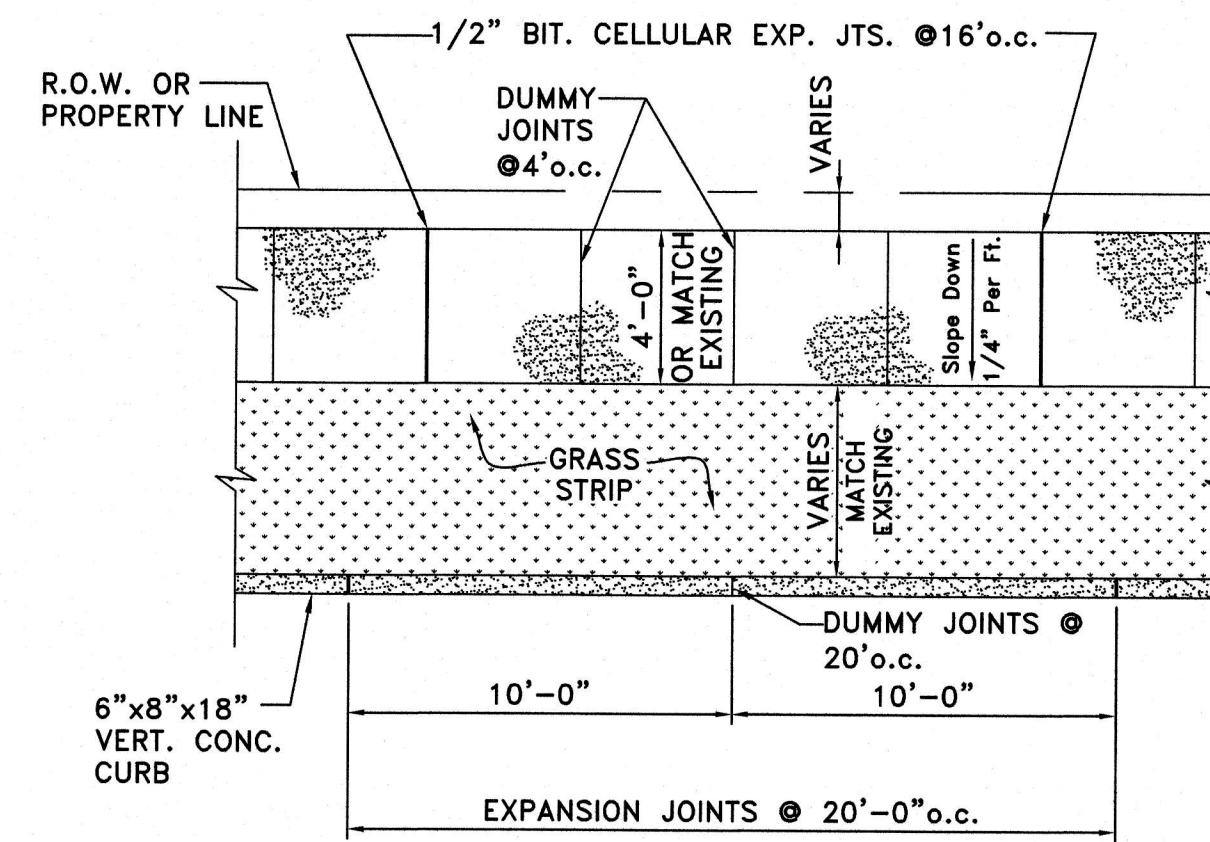 1/2" BIT. CELLULAR EXP. JTS. @16'o.c.
R.O.W. OR
PROPERTY LINE
DUMMY
JOINTS
@4'o.c.
VARIES
4'-0"
OR MATCH
EXISTING
Slope Down
1/4" Per Ft.
GRASS
STRIP
VARIES
MATCH
EXISTING
DUMMY JOINTS @
20'o.c.
6"x8"x18"
VERT. CONC.
CURB
10'-0"
10'-0"
EXPANSION JOINTS @ 20'-0"o.c.